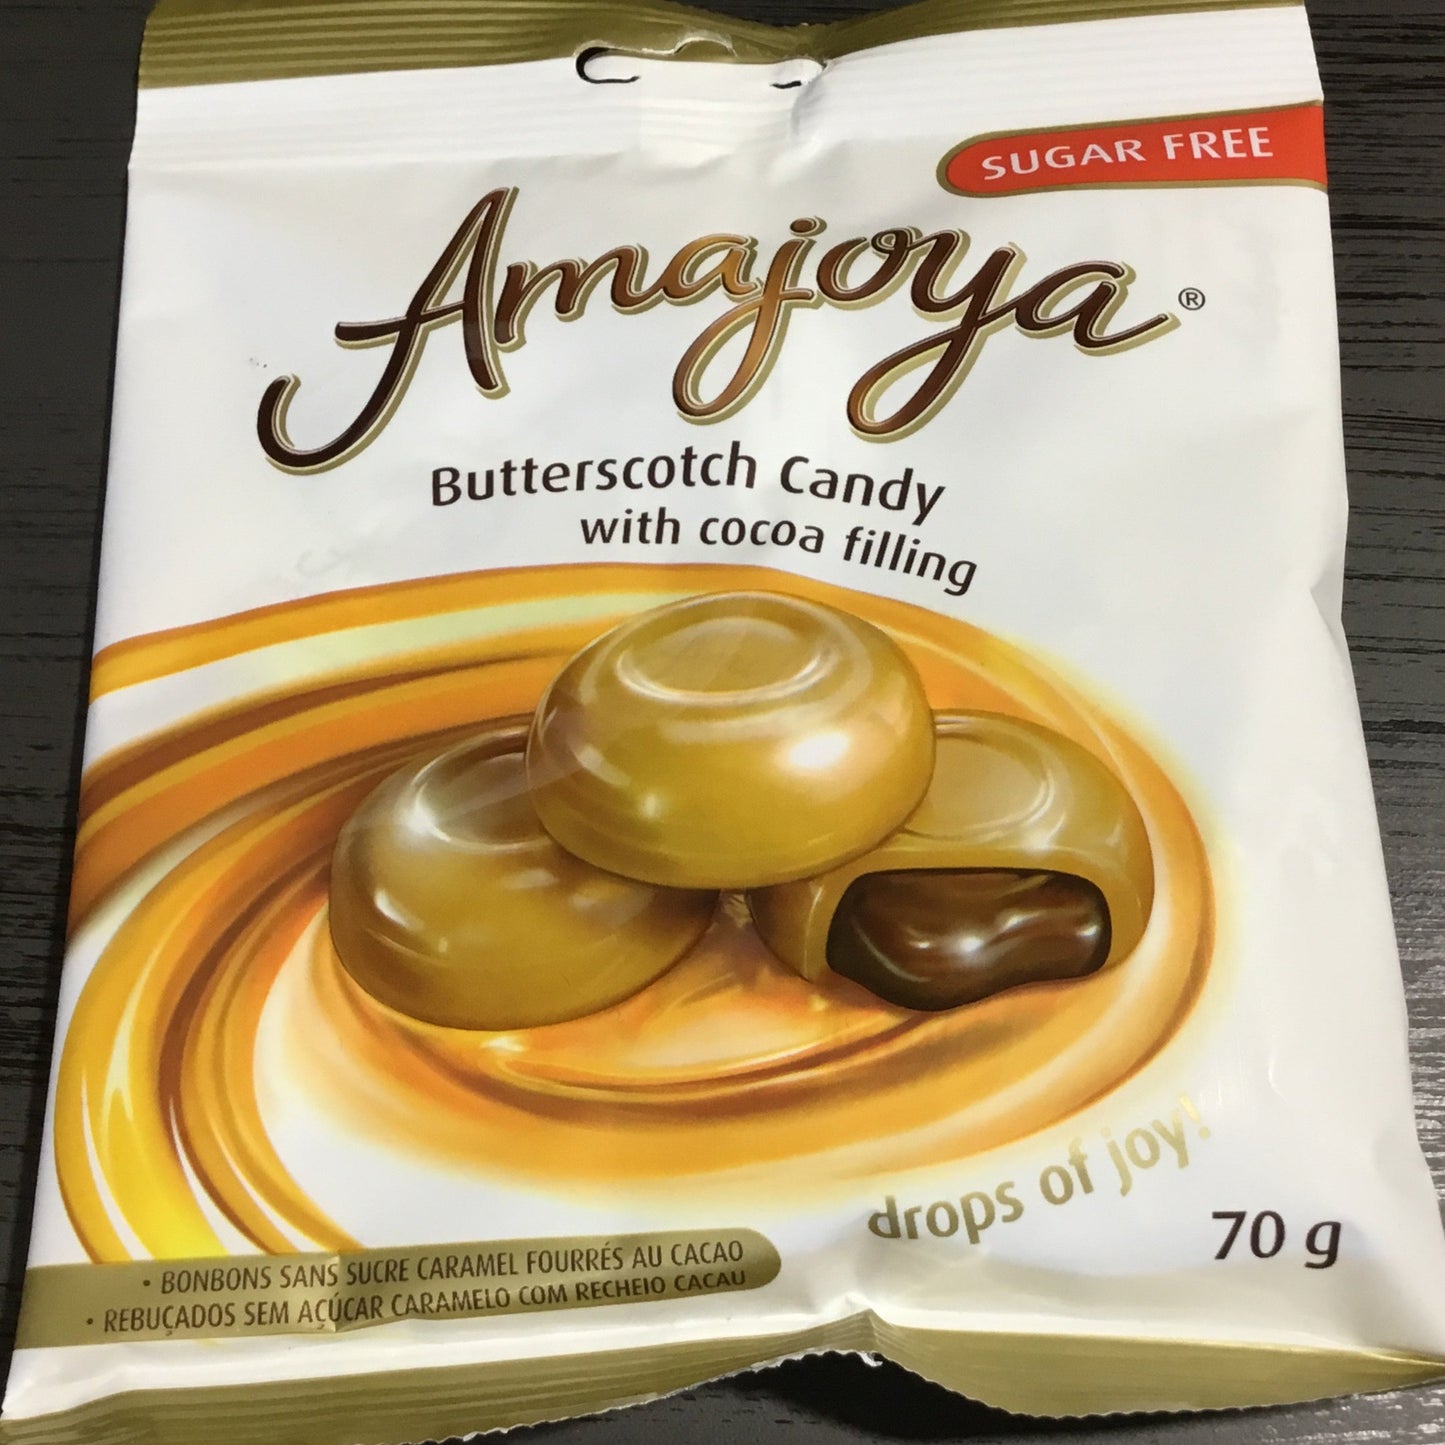 SUGAR FREE
Amajoya®
Butterscotch Candy
with cocoa filling
drops of joy!
70 g
• BONBONS SANS SUCRE CARAMEL FOURRÉS AU CACAO
• REBUÇADOS SEM AÇÚCAR CARAMELO COM RECHEIO CACAU